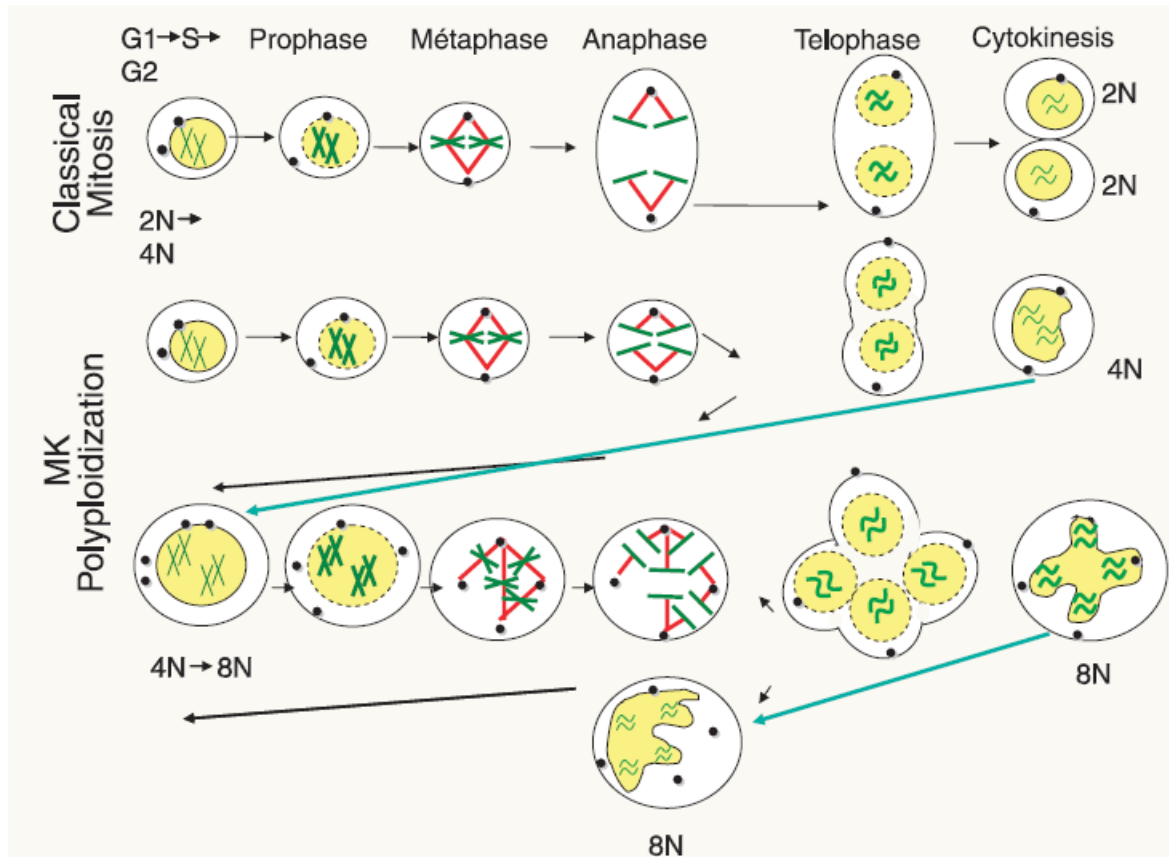 G1→S→ Prophase Métaphase Anaphase Telophase Cytokinesis
G2
Classical
Mitosis
2N
2N
2N→
4N
4N
MK
Polyploidization
4N→8N
8N
8N